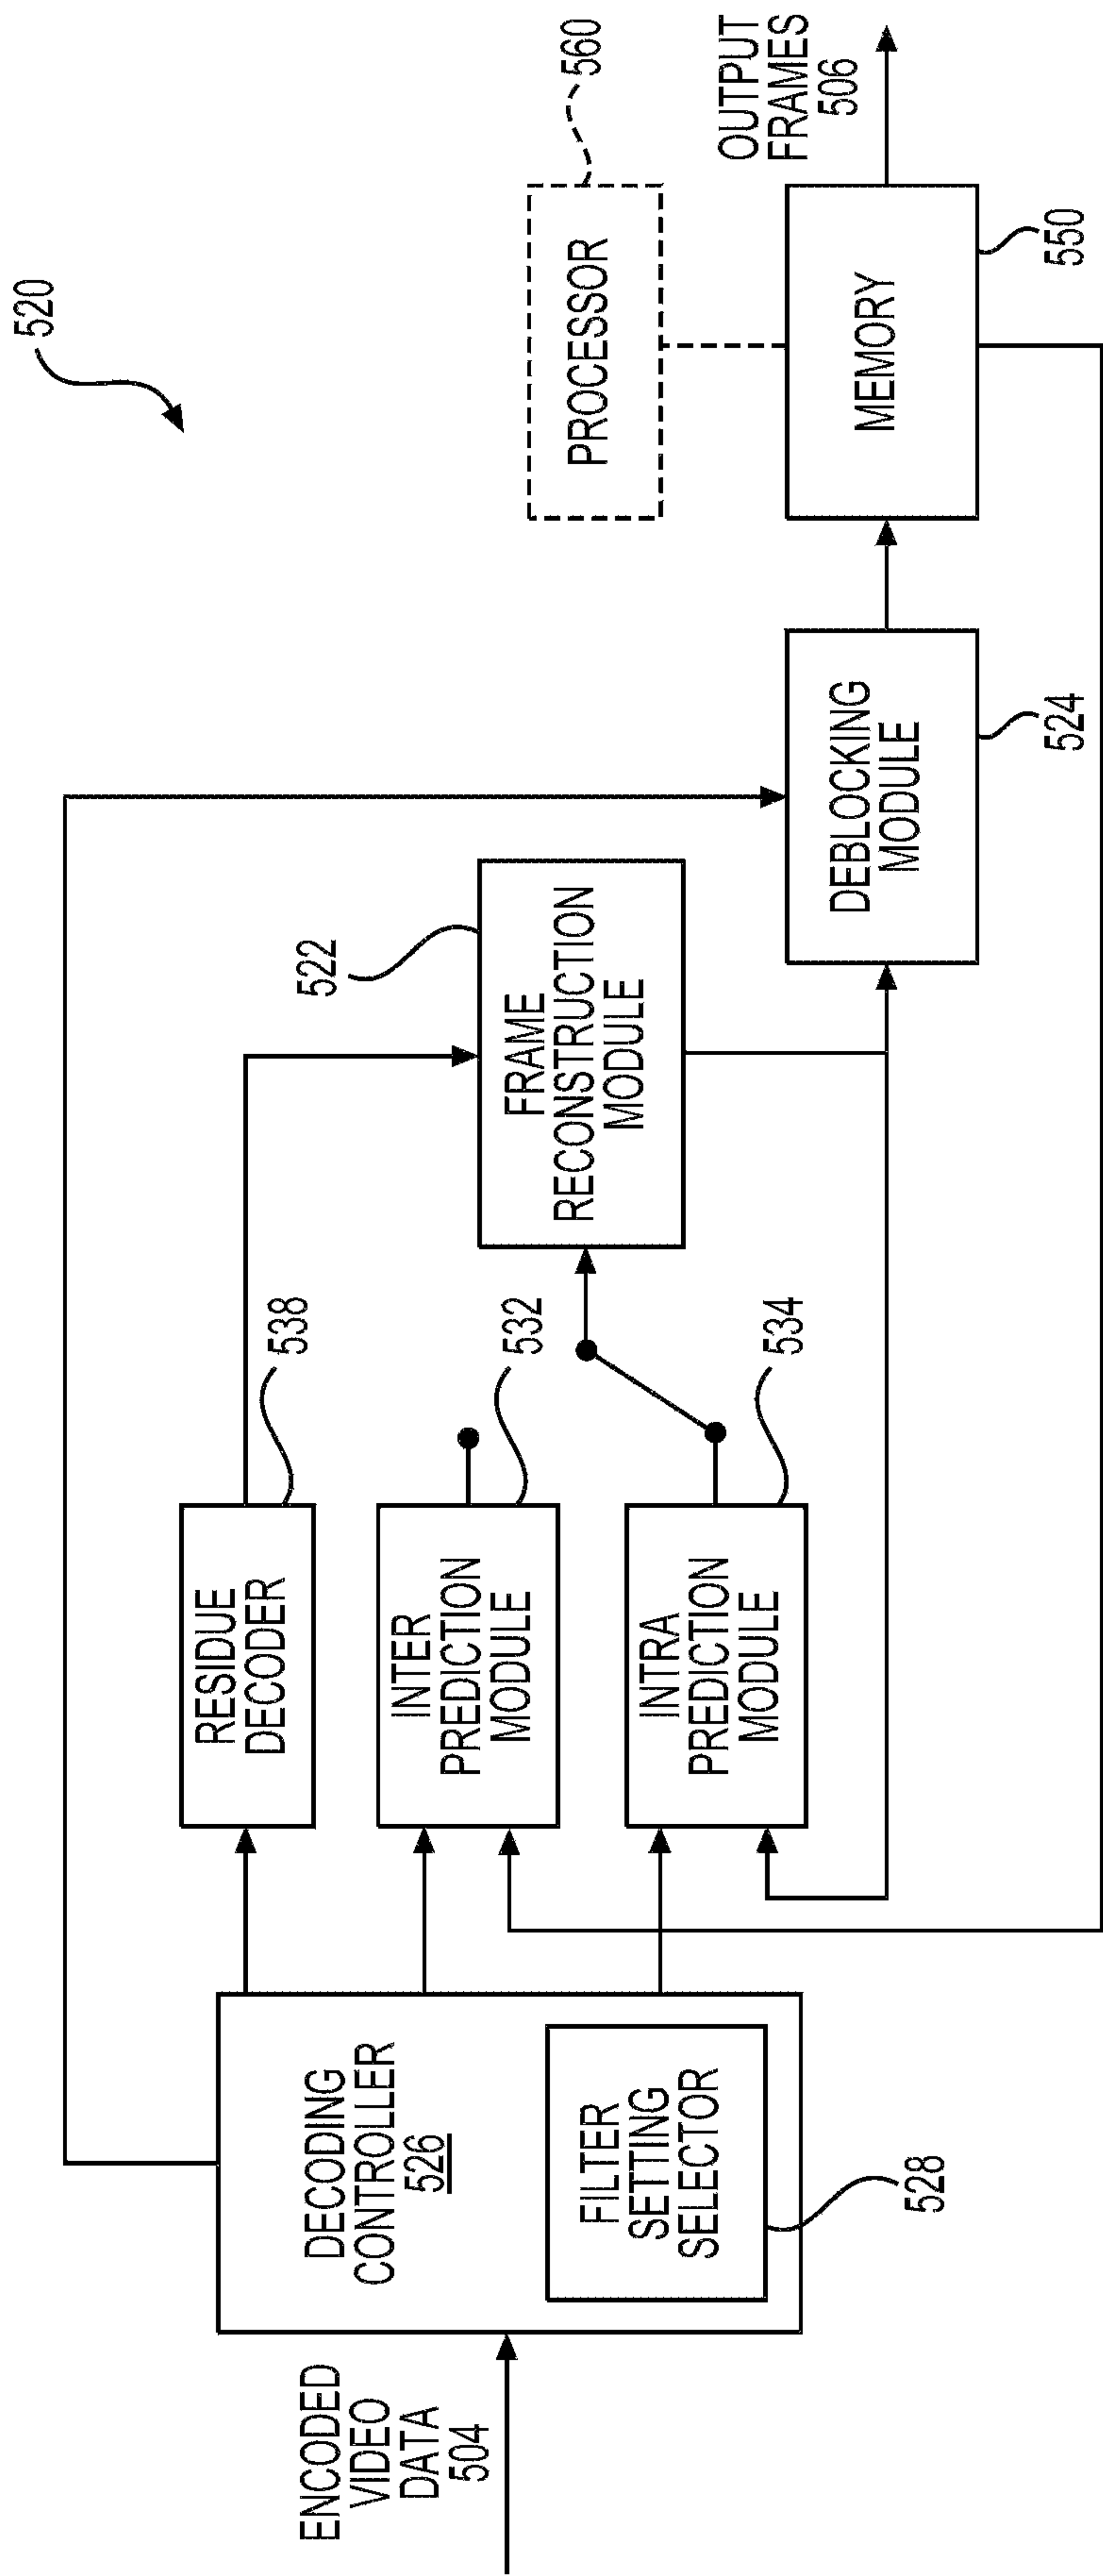 520
ENCODED
VIDEO
DATA
504
DECODING
CONTROLLER
526
FILTER
SETTING
SELECTOR
528
RESIDUE
DECODER
538
INTER
PREDICTION
MODULE
532
INTRA
PREDICTION
MODULE
534
FRAME
RECONSTRUCTION
MODULE
522
DEBLOCKING
MODULE
524
PROCESSOR
560
MEMORY
550
OUTPUT
FRAMES
506